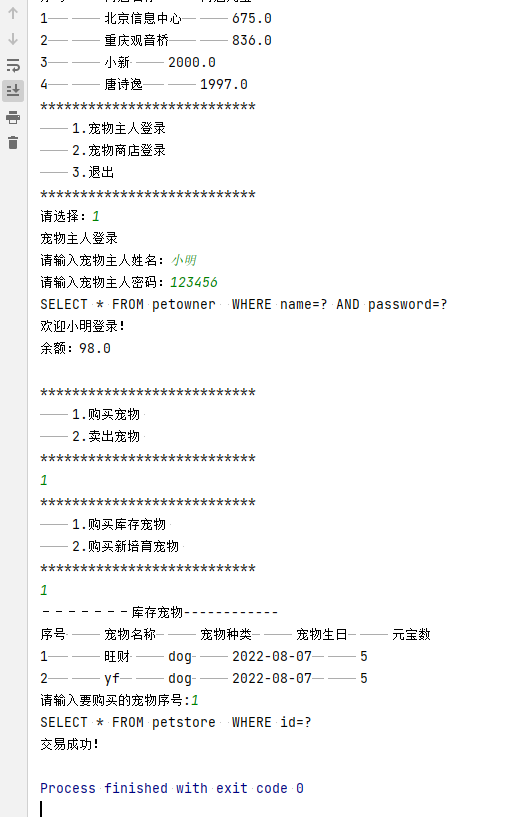 1 北京信息中心 675.0
2 重庆观音桥 836.0
3 小新 2000.0
4 唐诗逸 1997.0
***************************
1.宠物主人登录
2.宠物商店登录
3.退出
***************************
请选择：1
宠物主人登录
请输入宠物主人姓名：小明
请输入宠物主人密码：123456
SELECT * FROM petowner  WHERE name=? AND password=?
欢迎小明登录！
余额：98.0
***************************
1.购买宠物
2.卖出宠物
***************************
1
***************************
1.购买库存宠物
2.购买新培育宠物
***************************
1
－－－－－－－库存宠物------------
序号 宠物名称 宠物种类 宠物生日 元宝数
1 旺财 dog 2022-08-07 5
2 yf dog 2022-08-07 5
请输入要购买的宠物序号:1
SELECT * FROM petstore  WHERE id=?
交易成功！
Process finished with exit code 0